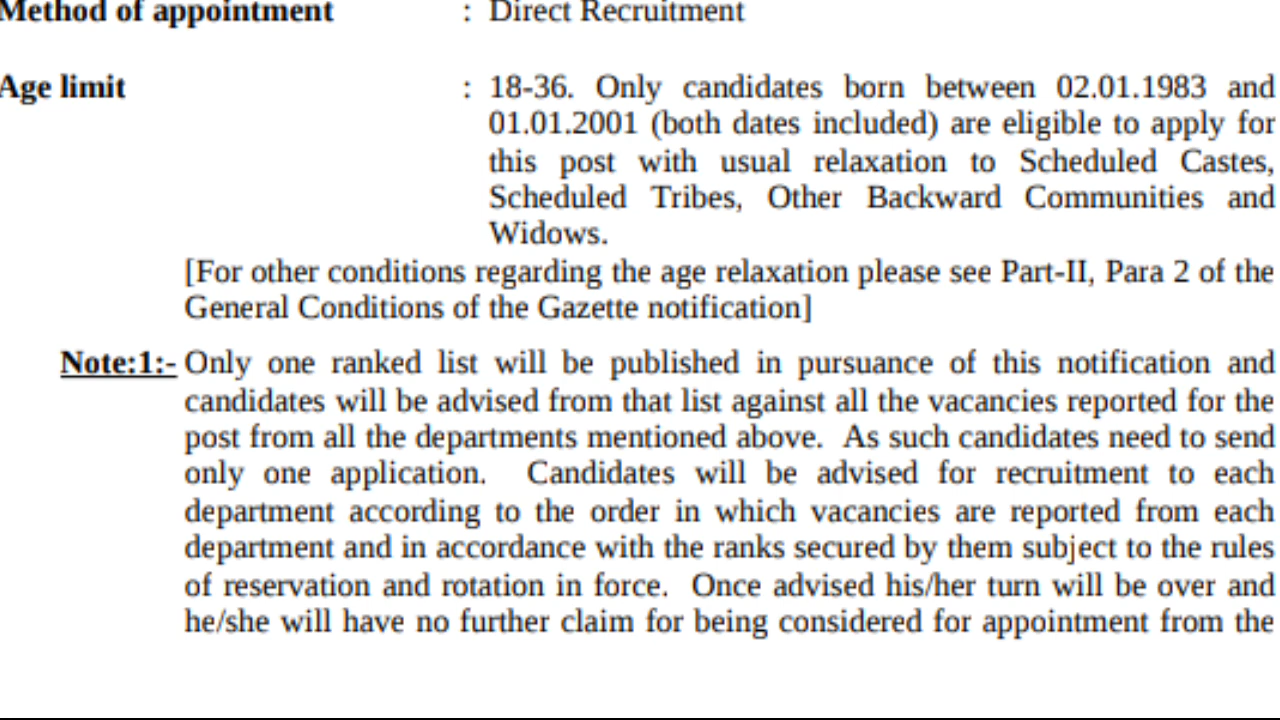 Method of appointment : Direct Recruitment
Age limit : 18-36. Only candidates born between 02.01.1983 and
01.01.2001 (both dates included) are eligible to apply for
this post with usual relaxation to Scheduled Castes,
Scheduled Tribes, Other Backward Communities and
Widows.
[For other conditions regarding the age relaxation please see Part-II, Para 2 of the
General Conditions of the Gazette notification]
Note:1:- Only one ranked list will be published in pursuance of this notification and
candidates will be advised from that list against all the vacancies reported for the
post from all the departments mentioned above. As such candidates need to send
only one application. Candidates will be advised for recruitment to each
department according to the order in which vacancies are reported from each
department and in accordance with the ranks secured by them subject to the rules
of reservation and rotation in force. Once advised his/her turn will be over and
he/she will have no further claim for being considered for appointment from the